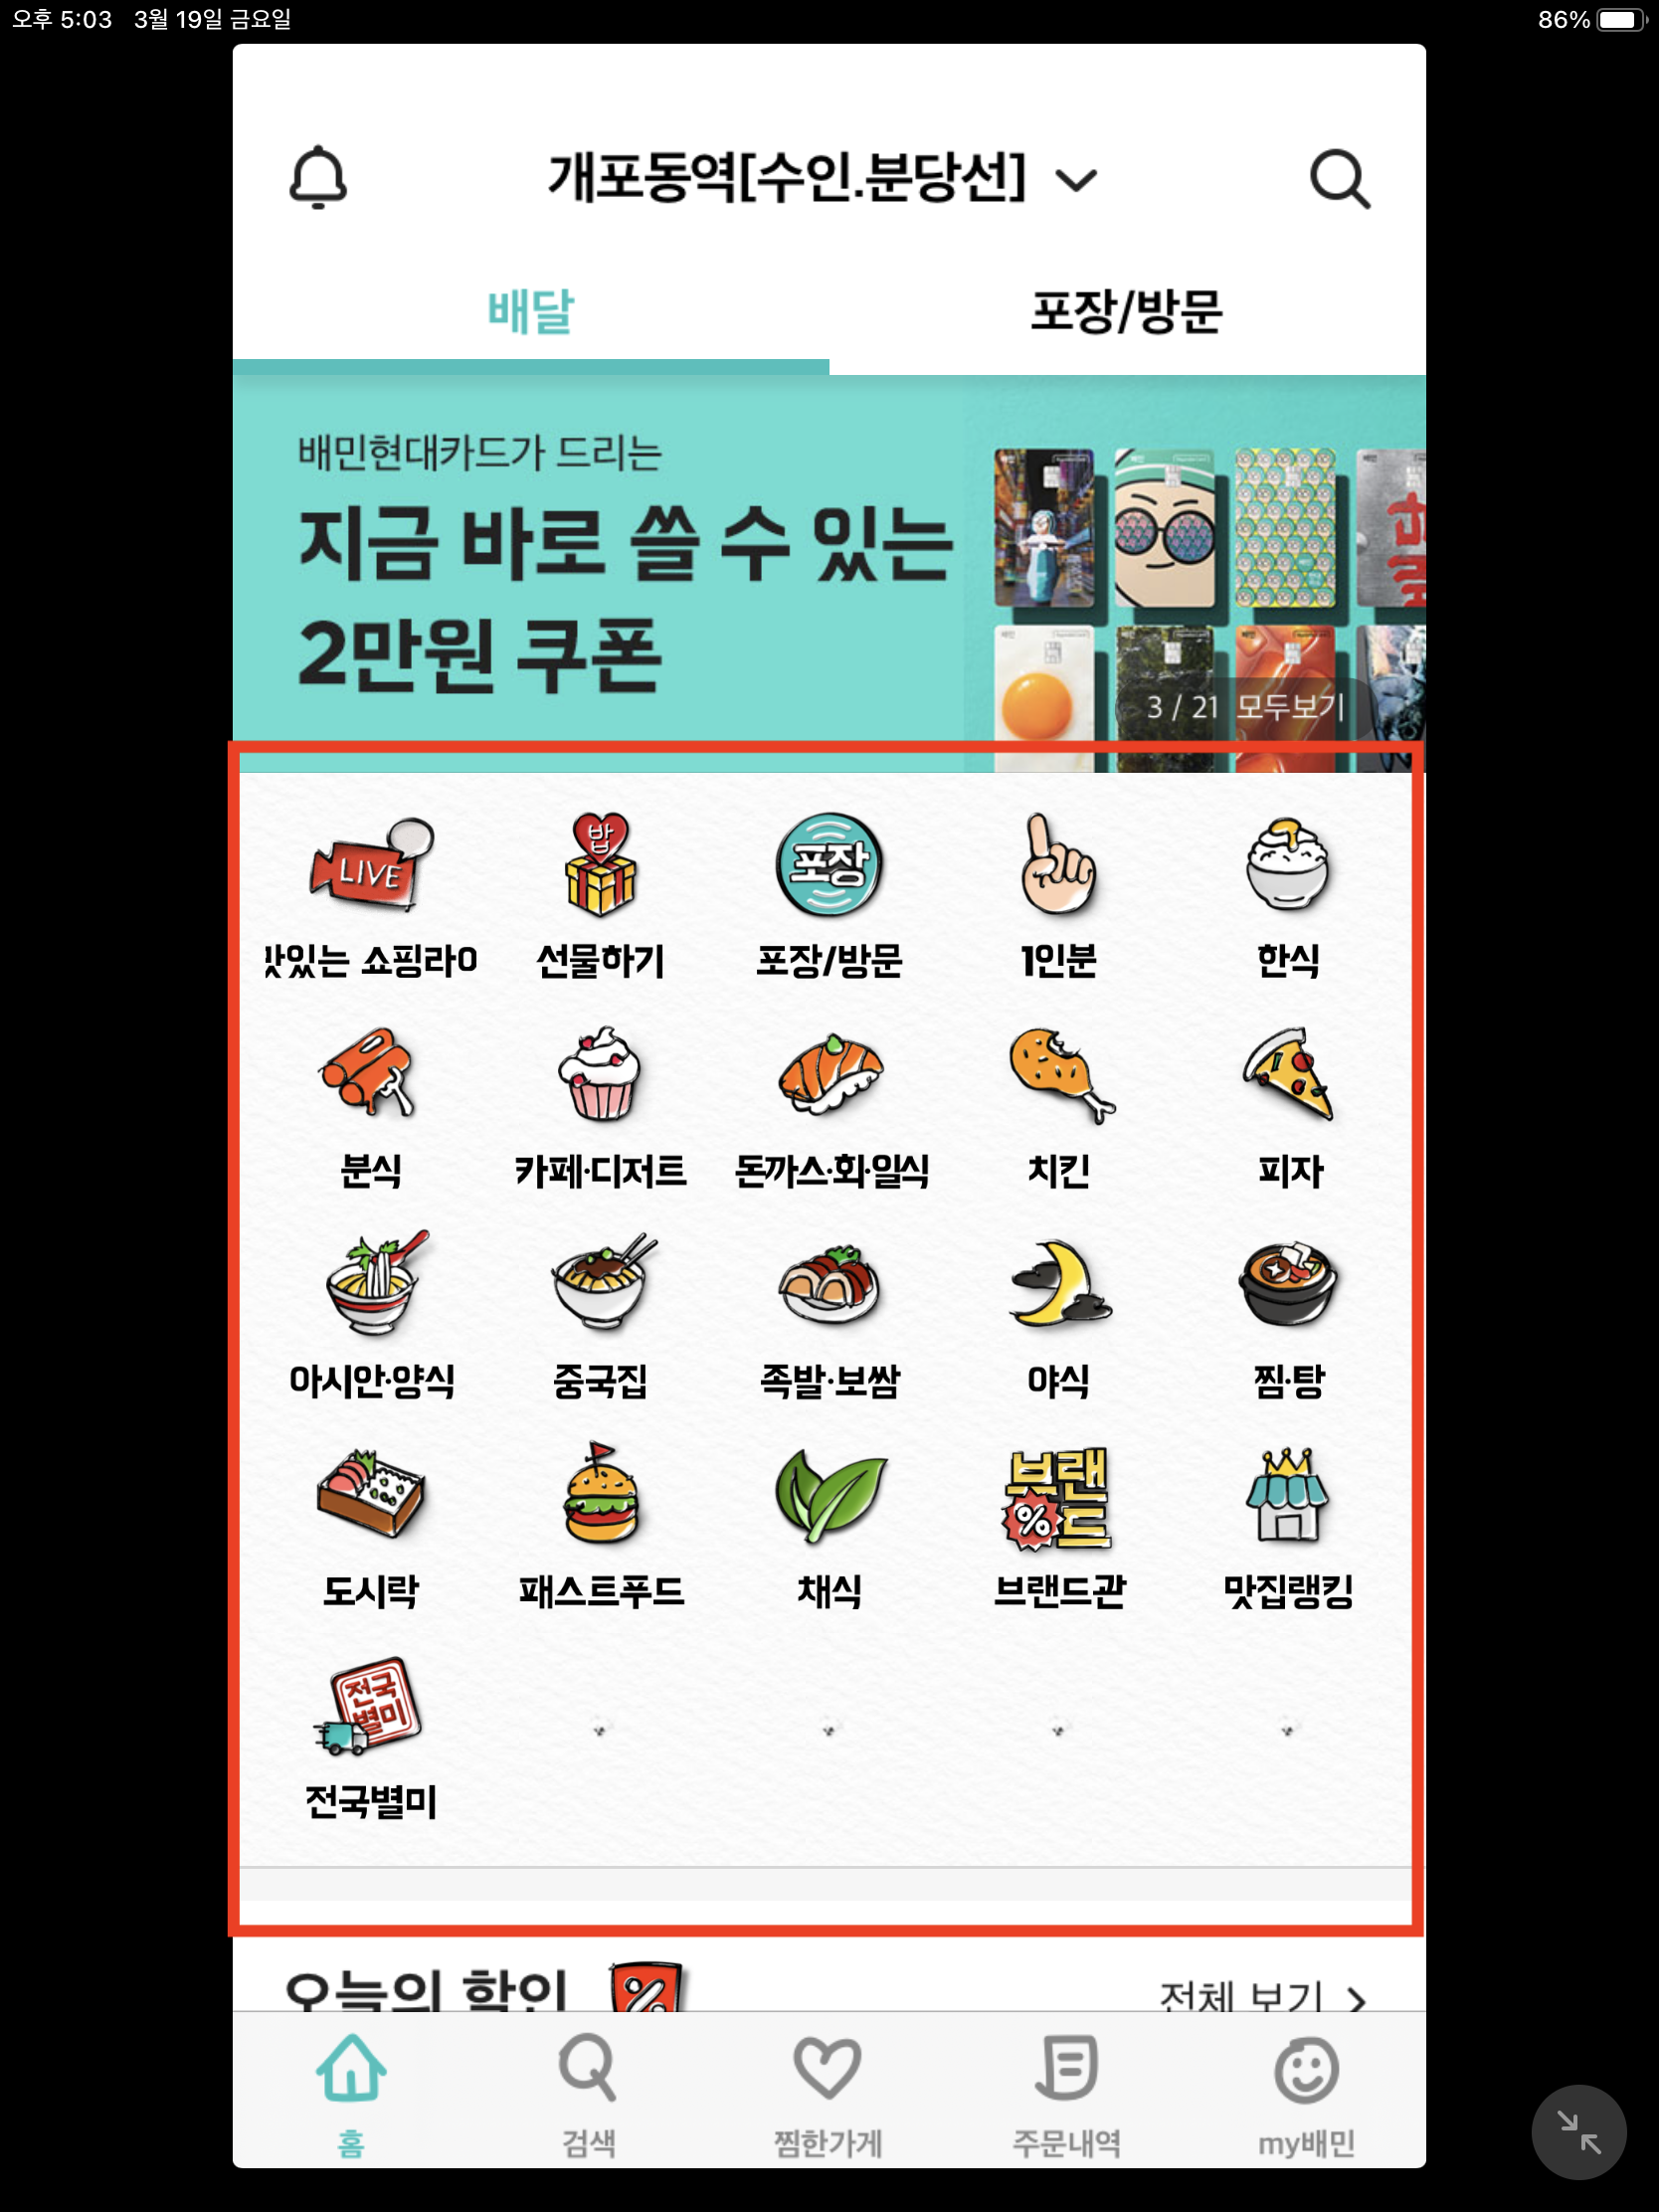 오후 5:03 3월 19일 금요일
86%
개포동역[수인.분당선]
배달 포장/방문
배민현대카드가 드리는
지금 바로 쓸 수 있는
2만원 쿠폰
3 / 21 모두보기
LIVE 밥 포장
맛있는 쇼핑라이 선물하기 포장/방문 1인분 한식
분식 카페·디저트 돈까스·회·일식 치킨 피자
아시안·양식 중국집 족발·보쌈 야식 찜·탕
브랜드 %
도시락 패스트푸드 채식 브랜드관 맛집랭킹
전국
별미
전국별미
오늘의 할인 % 전체 보기
홈 검색 찜한가게 주문내역 my배민